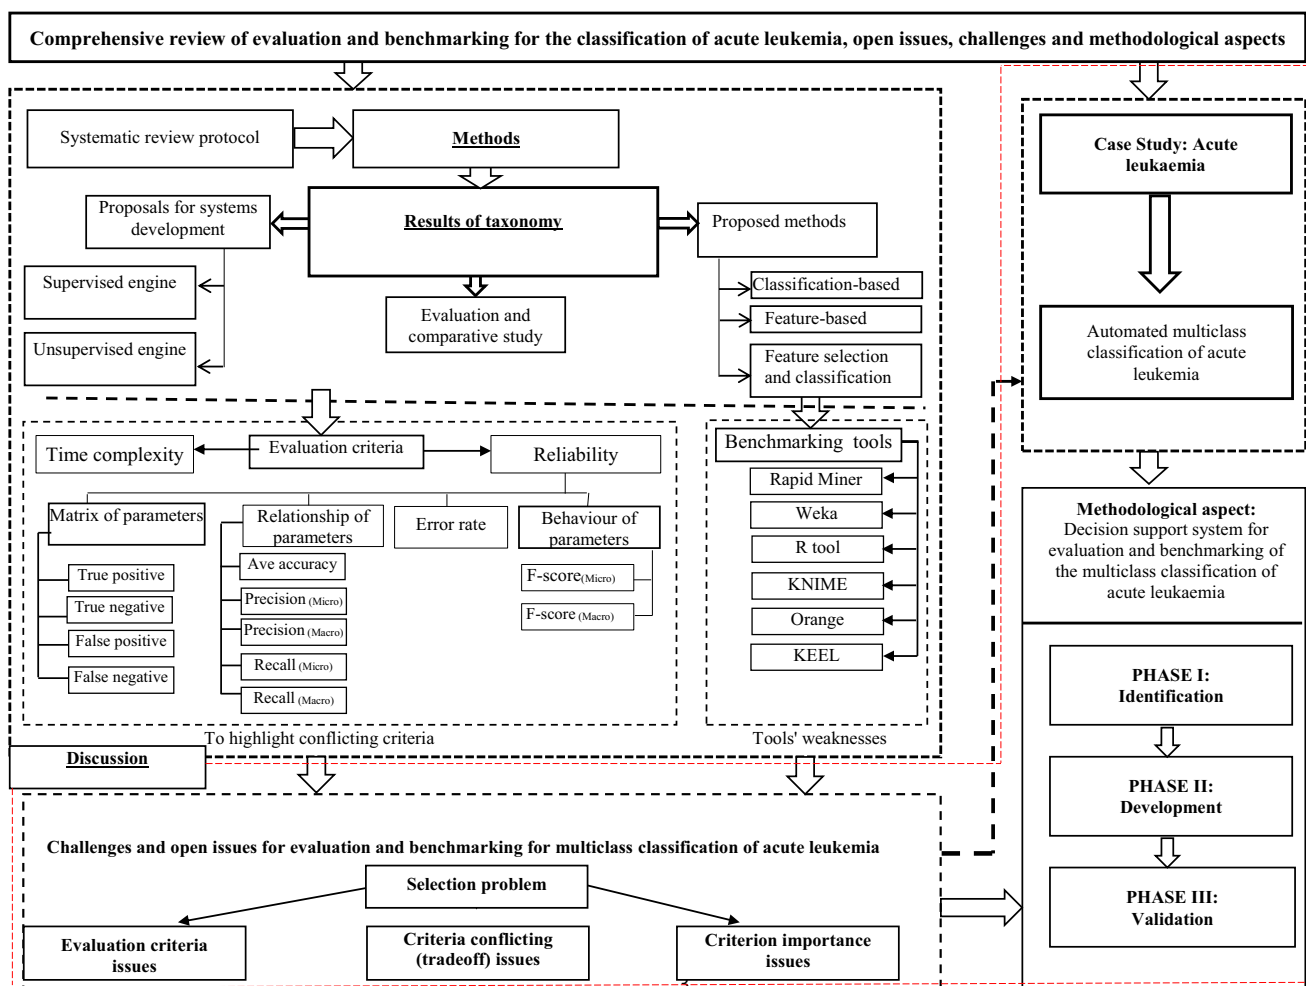 Comprehensive review of evaluation and benchmarking for the classification of acute leukemia, open issues, challenges and methodological aspects
Systematic review protocol
Methods
Proposals for systems
development
Results of taxonomy
Proposed methods
Supervised engine
Unsupervised engine
Evaluation and
comparative study
Classification-based
Feature-based
Feature selection
and classification
Time complexity
Evaluation criteria
Reliability
Matrix of parameters
True positive
True negative
False positive
False negative
Relationship of
parameters
Ave accuracy
Precision (Micro)
Precision (Macro)
Recall (Micro)
Recall (Macro)
Error rate
Behaviour of
parameters
F-score(Micro)
F-score (Macro)
Benchmarking tools
Rapid Miner
Weka
R tool
KNIME
Orange
KEEL
To highlight conflicting criteria
Tools' weaknesses
Discussion
Challenges and open issues for evaluation and benchmarking for multiclass classification of acute leukemia
Selection problem
Evaluation criteria
issues
Criteria conflicting
(tradeoff) issues
Criterion importance
issues
Case Study: Acute
leukaemia
Automated multiclass
classification of acute
leukemia
Methodological aspect:
Decision support system for
evaluation and benchmarking of
the multiclass classification of
acute leukaemia
PHASE I:
Identification
PHASE II:
Development
PHASE III:
Validation